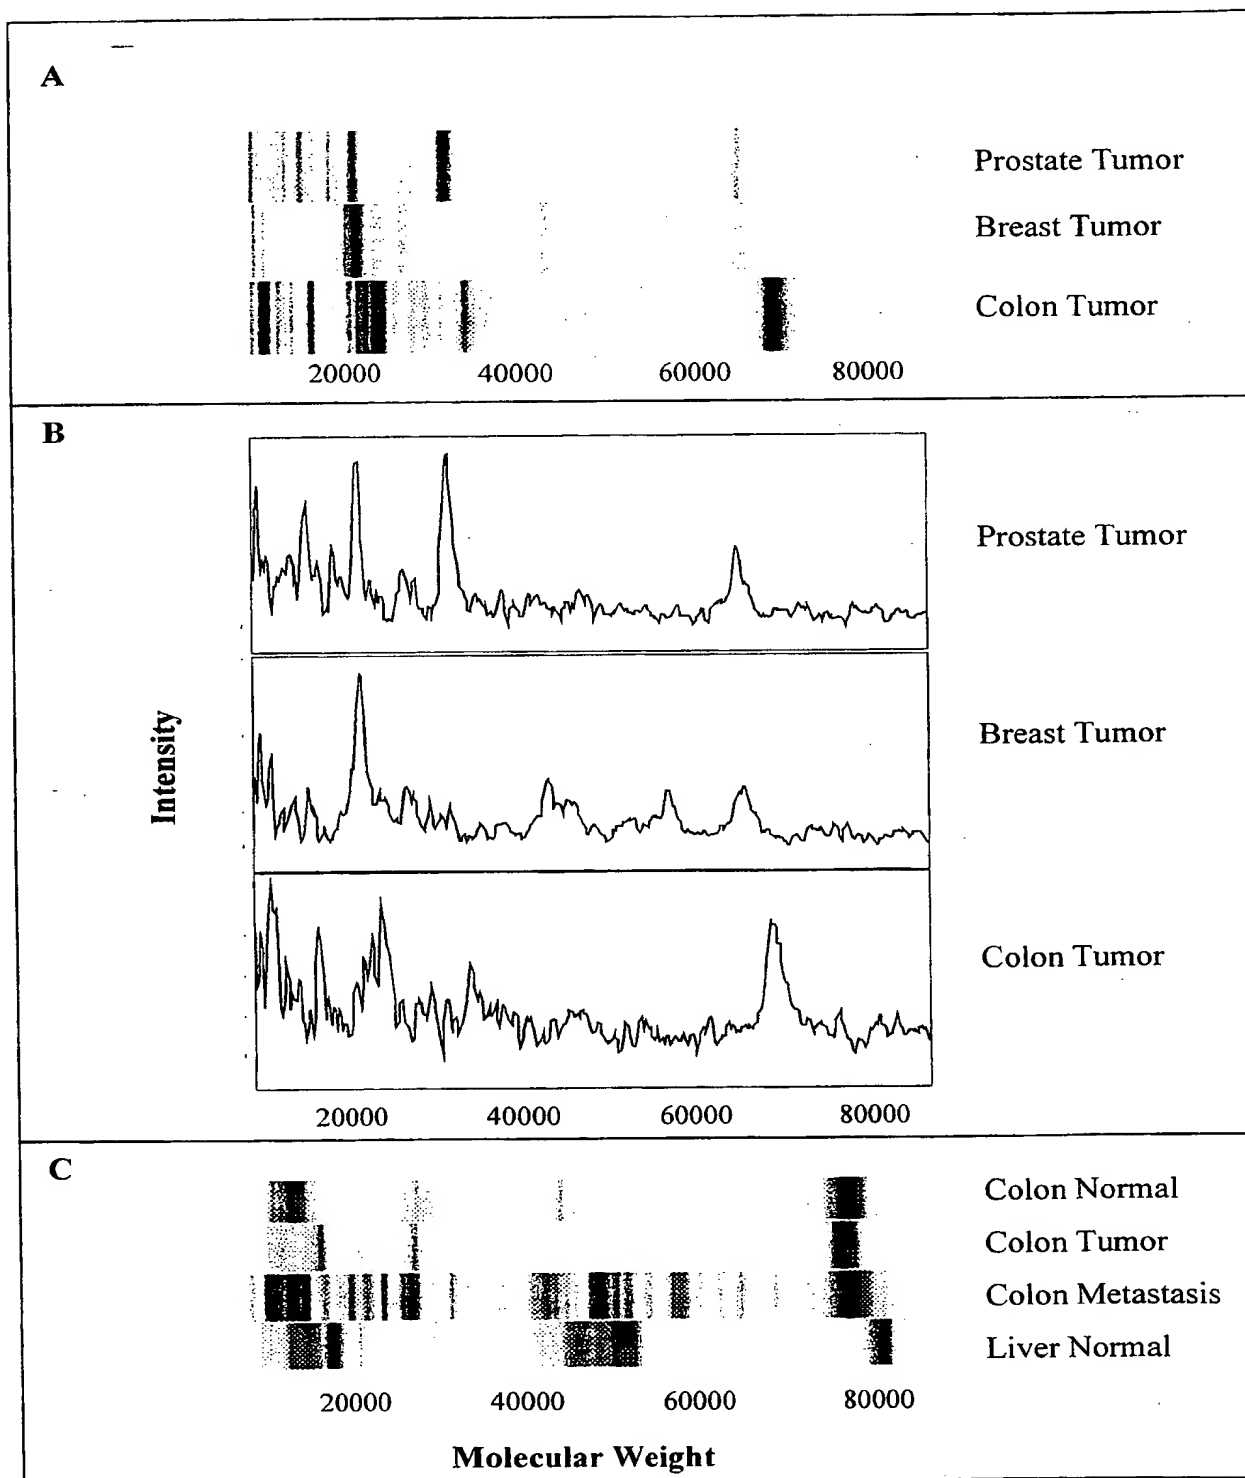 A
Prostate Tumor
Breast Tumor
Colon Tumor
20000 40000 60000 80000
B
Prostate Tumor
Intensity
Breast Tumor
Colon Tumor
20000 40000 60000 80000
C
Colon Normal
Colon Tumor
Colon Metastasis
Liver Normal
20000 40000 60000 80000
Molecular Weight